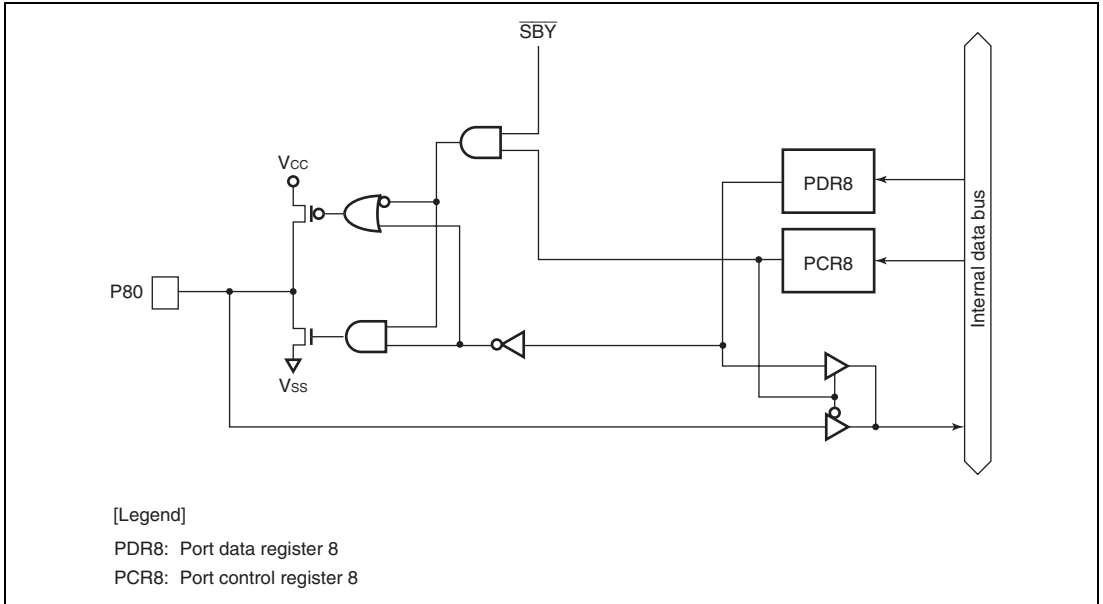 SBY
PDR8
VCC
PCR8
P80
VSS
Internal data bus
[Legend]
PDR8: Port data register 8
PCR8: Port control register 8